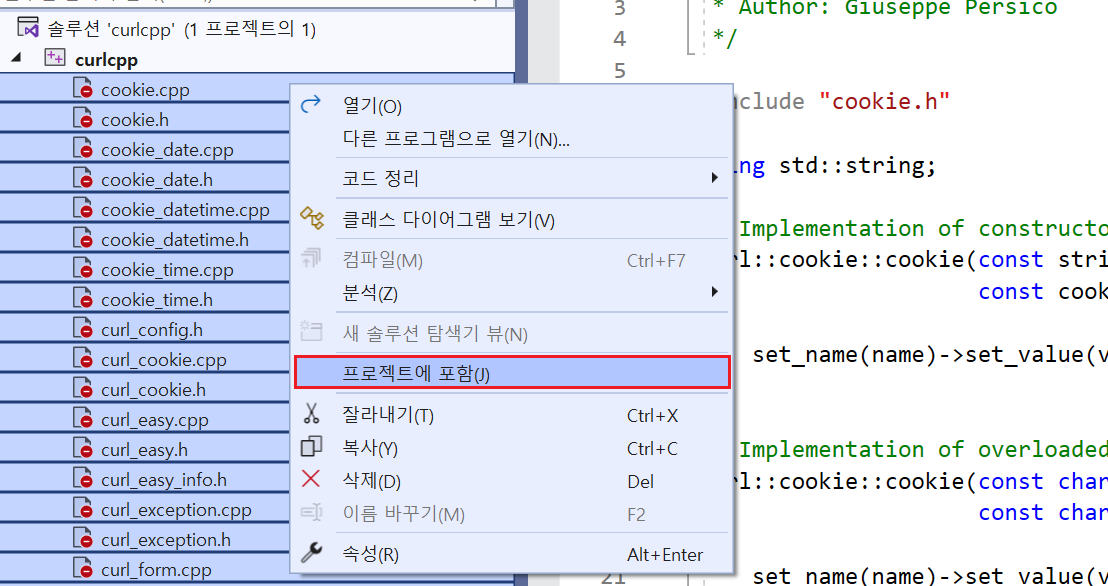 솔루션 'curlcpp' (1 프로젝트의 1)
curlcpp
cookie.cpp
cookie.h
cookie_date.cpp
cookie_date.h
cookie_datetime.cpp
cookie_datetime.h
cookie_time.cpp
cookie_time.h
curl_config.h
curl_cookie.cpp
curl_cookie.h
curl_easy.cpp
curl_easy.h
curl_easy_info.h
curl_exception.cpp
curl_exception.h
curl_form.cpp
열기(O)
다른 프로그램으로 열기(N)...
코드 정리
클래스 다이어그램 보기(V)
컴파일(M) Ctrl+F7
분석(Z)
새 솔루션 탐색기 뷰(N)
프로젝트에 포함(J)
잘라내기(T) Ctrl+X
복사(Y) Ctrl+C
삭제(D) Del
이름 바꾸기(M) F2
속성(R) Alt+Enter
3 * Author: Giuseppe Persico
4 */
5
nclude "cookie.h"
ng std::string;
Implementation of constructo
rl::cookie::cookie(const stri
const cook
set_name(name)->set_value(v
Implementation of overloaded
rl::cookie::cookie(const char
const char
21 set_name(name)->set_value(v